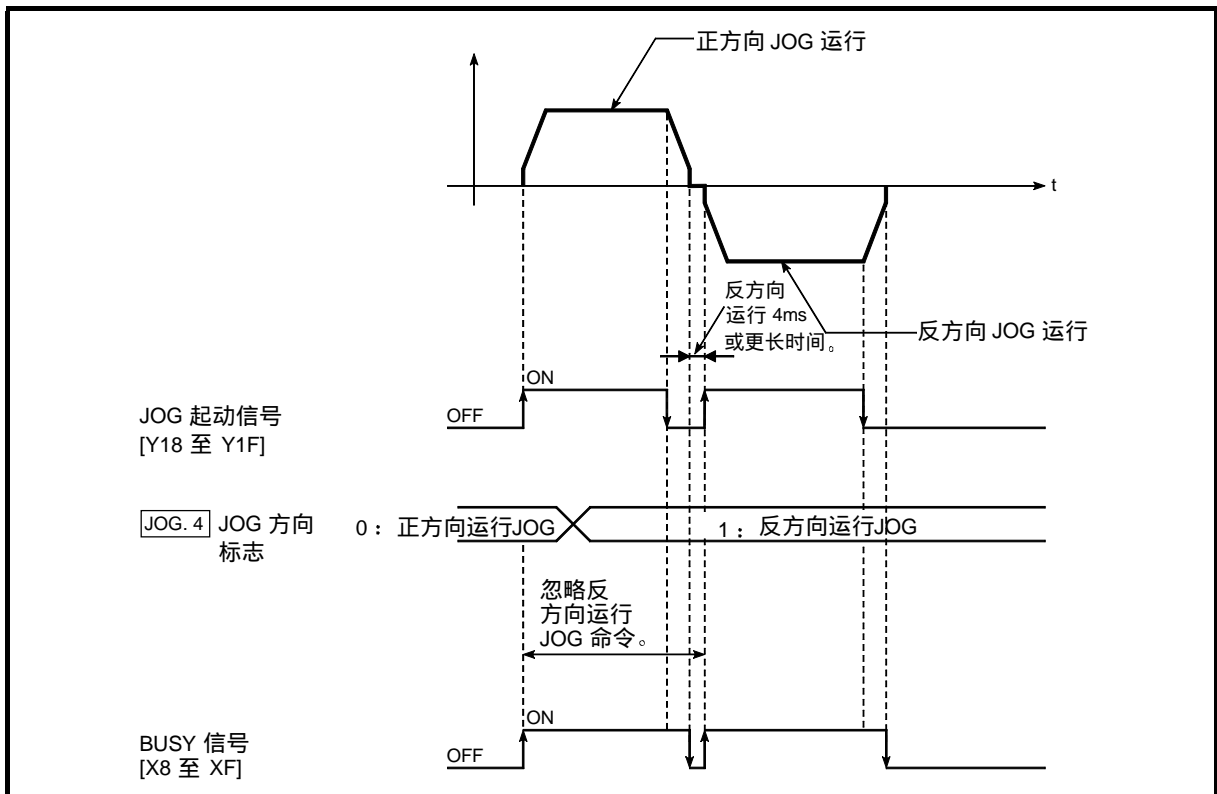 正方向 JOG 运行
t
反方向
运行 4ms
或更长时间。
反方向 JOG 运行
ON
JOG 起动信号
[Y18 至 Y1F]
OFF
JOG. 4 JOG 方向
标志
0： 正方向运行JOG
1： 反方向运行JOG
忽略反
方向运行
JOG 命令。
ON
BUSY 信号
[X8 至 XF]
OFF